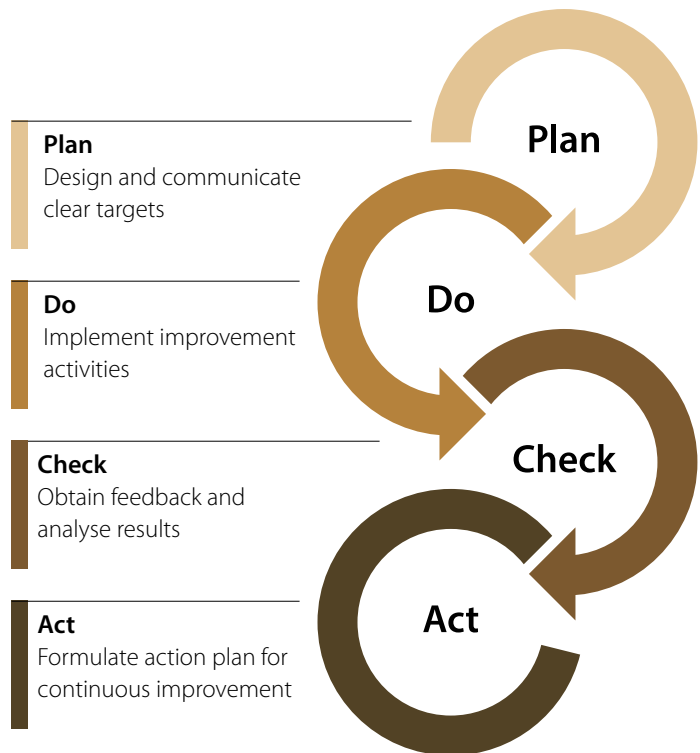 Plan
Plan
Design and communicate
clear targets
Do
Do
Implement improvement
activities
Check
Check
Obtain feedback and
analyse results
Act
Act
Formulate action plan for
continuous improvement